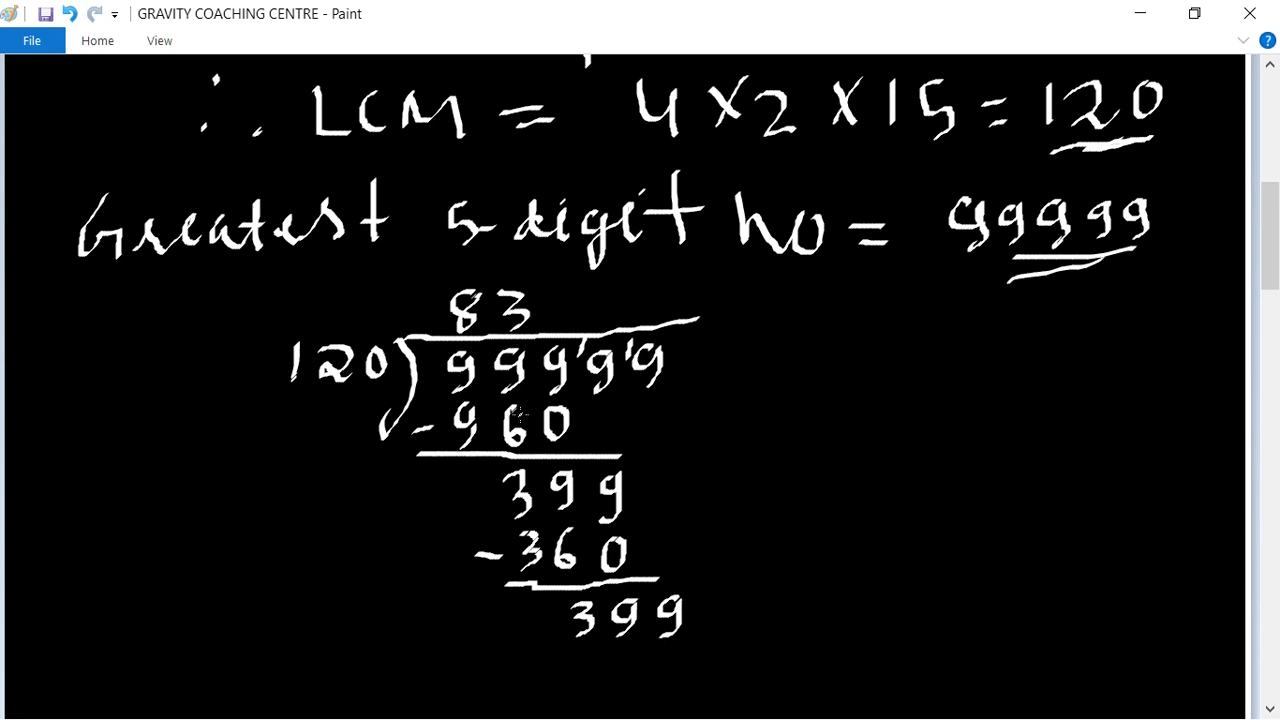 GRAVITY COACHING CENTRE - Paint
File Home View
∴ LCM = 4 × 2 × 15 = 120
Greatest 5 digit no = 99999
83
120) 99999
- 960
399
- 360
399